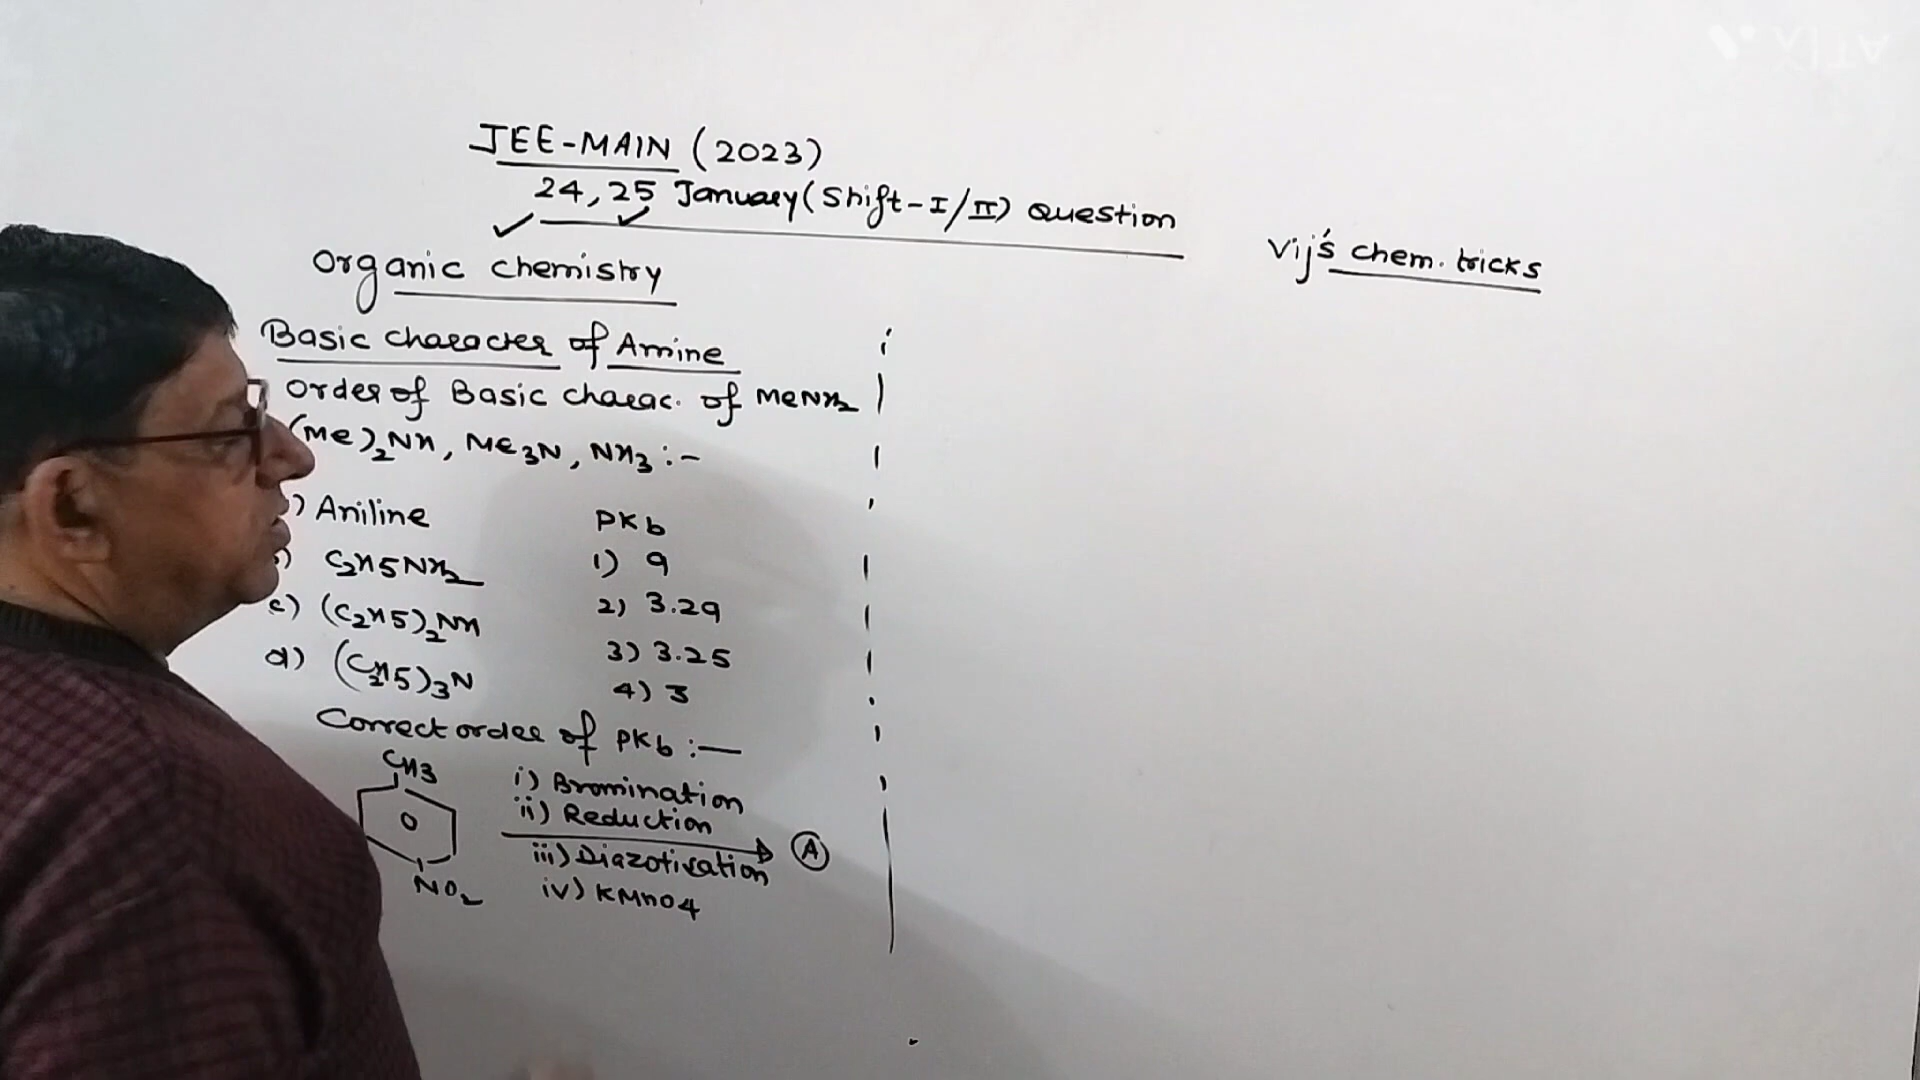 JEE-MAIN (2023)
24, 25 January (Shift-I/II) Question
Vij's chem. tricks
Organic chemistry
Basic character of Amine
Order of Basic charac. of MeNH2
(Me)2NH, Me3N, NH3 :-
) Aniline PKb
) C2H5NH2 1) 9
c) (C2H5)2NH 2) 3.29
d) (C2H5)3N 3) 3.25
4) 3
Correct order of PKb :-
CH3
i) Bromination
ii) Reduction
A
iii) Diazotization
NO2
iv) KMnO4